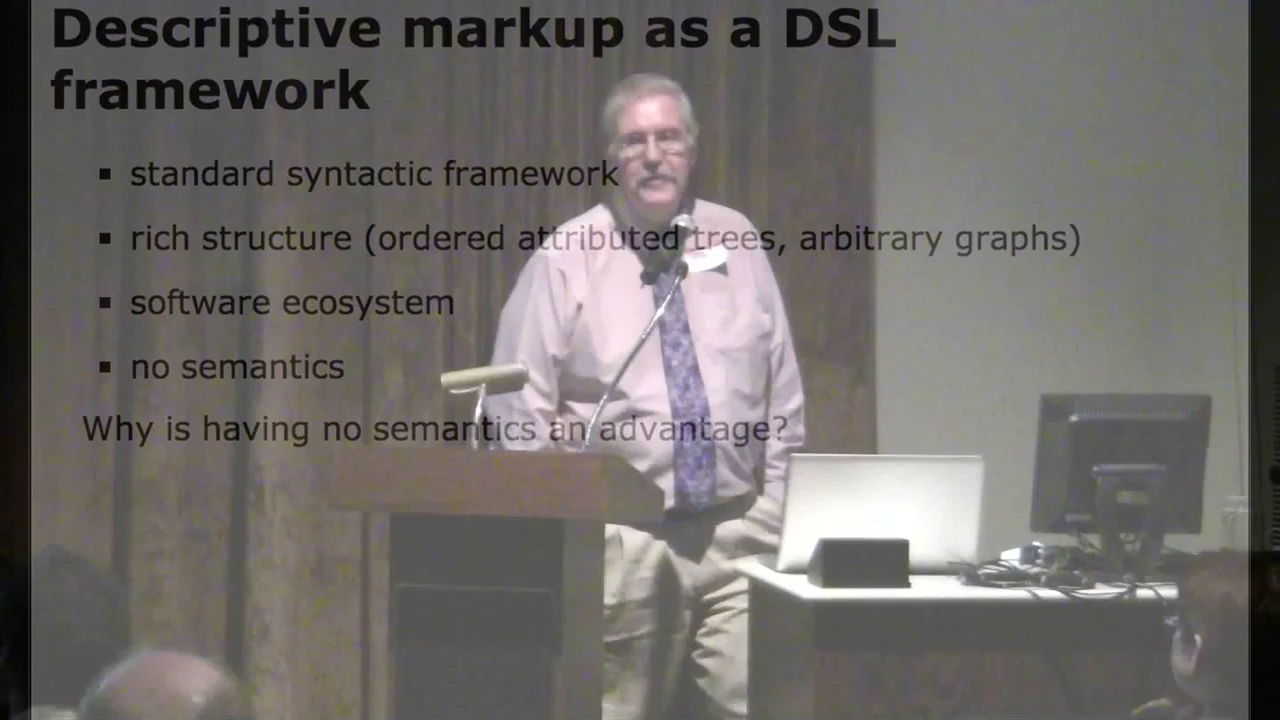 Descriptive markup as a DSL
framework
▪ standard syntactic framework
▪ rich structure (ordered attributed trees, arbitrary graphs)
▪ software ecosystem
▪ no semantics
Why is having no semantics an advantage?